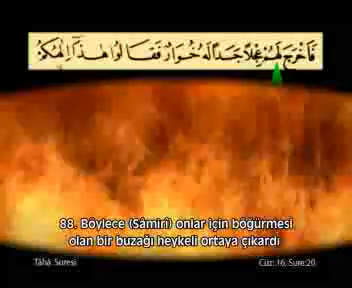 فَأَخْرَجَ لَهُمْ عِجْلًا جَسَدًا لَهُ خُوَارٌ فَقَالُوا هَٰذَا إِلَٰهُكُمْ
88. Böylece (Sâmirî) onlar için böğürmesi
olan bir buzağı heykeli ortaya çıkardı
Tâhâ Suresi
Cüz: 16 Sure:20